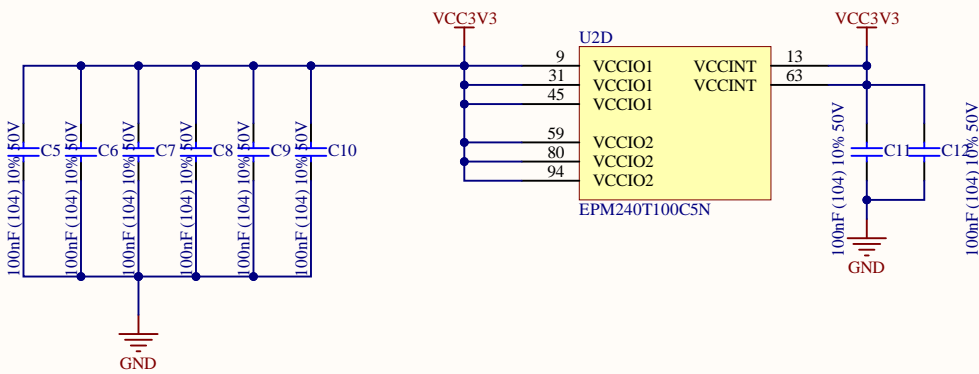 VCC3V3
VCC3V3
U2D
9 VCCIO1 VCCINT 13
31 VCCIO1 VCCINT 63
45 VCCIO1
59 VCCIO2
80 VCCIO2
94 VCCIO2
EPM240T100C5N
C5
C6
C7
C8
C9
C10
100nF (104) 10% 50V
100nF (104) 10% 50V
100nF (104) 10% 50V
100nF (104) 10% 50V
100nF (104) 10% 50V
100nF (104) 10% 50V
C11
C12
100nF (104) 10% 50V
100nF (104) 10% 50V
GND
GND